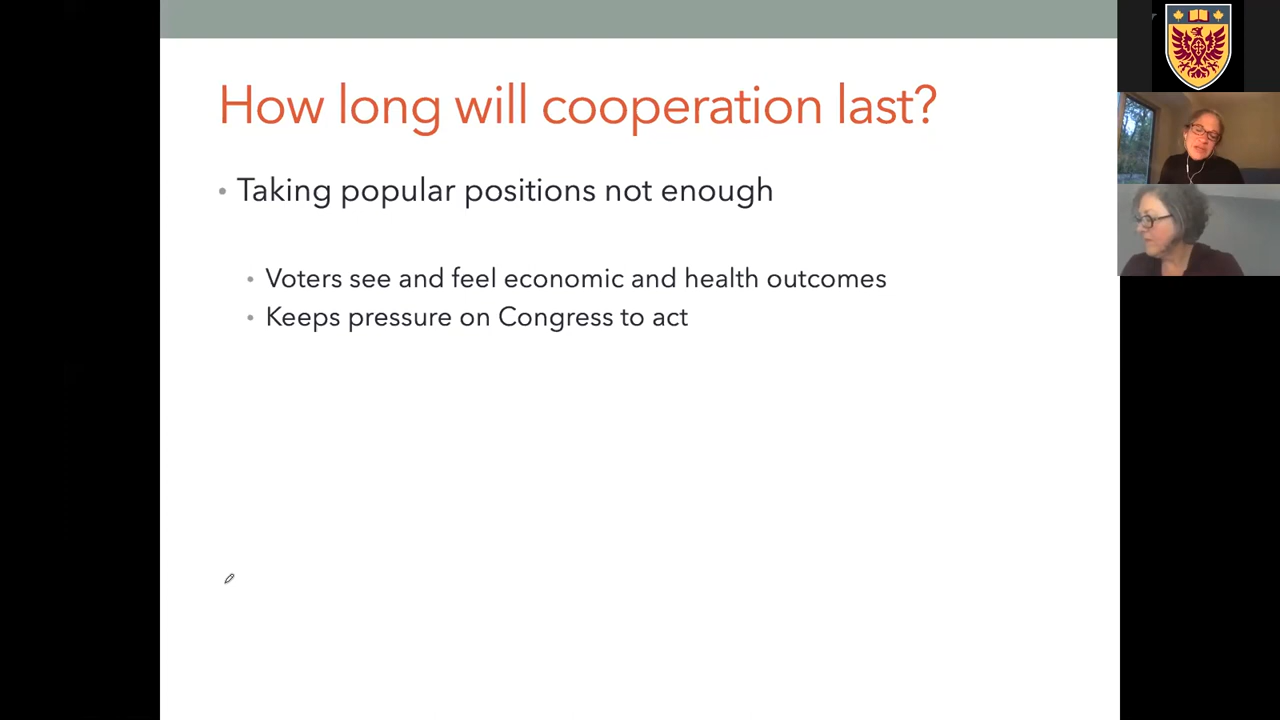 How long will cooperation last?
• Taking popular positions not enough
• Voters see and feel economic and health outcomes
• Keeps pressure on Congress to act